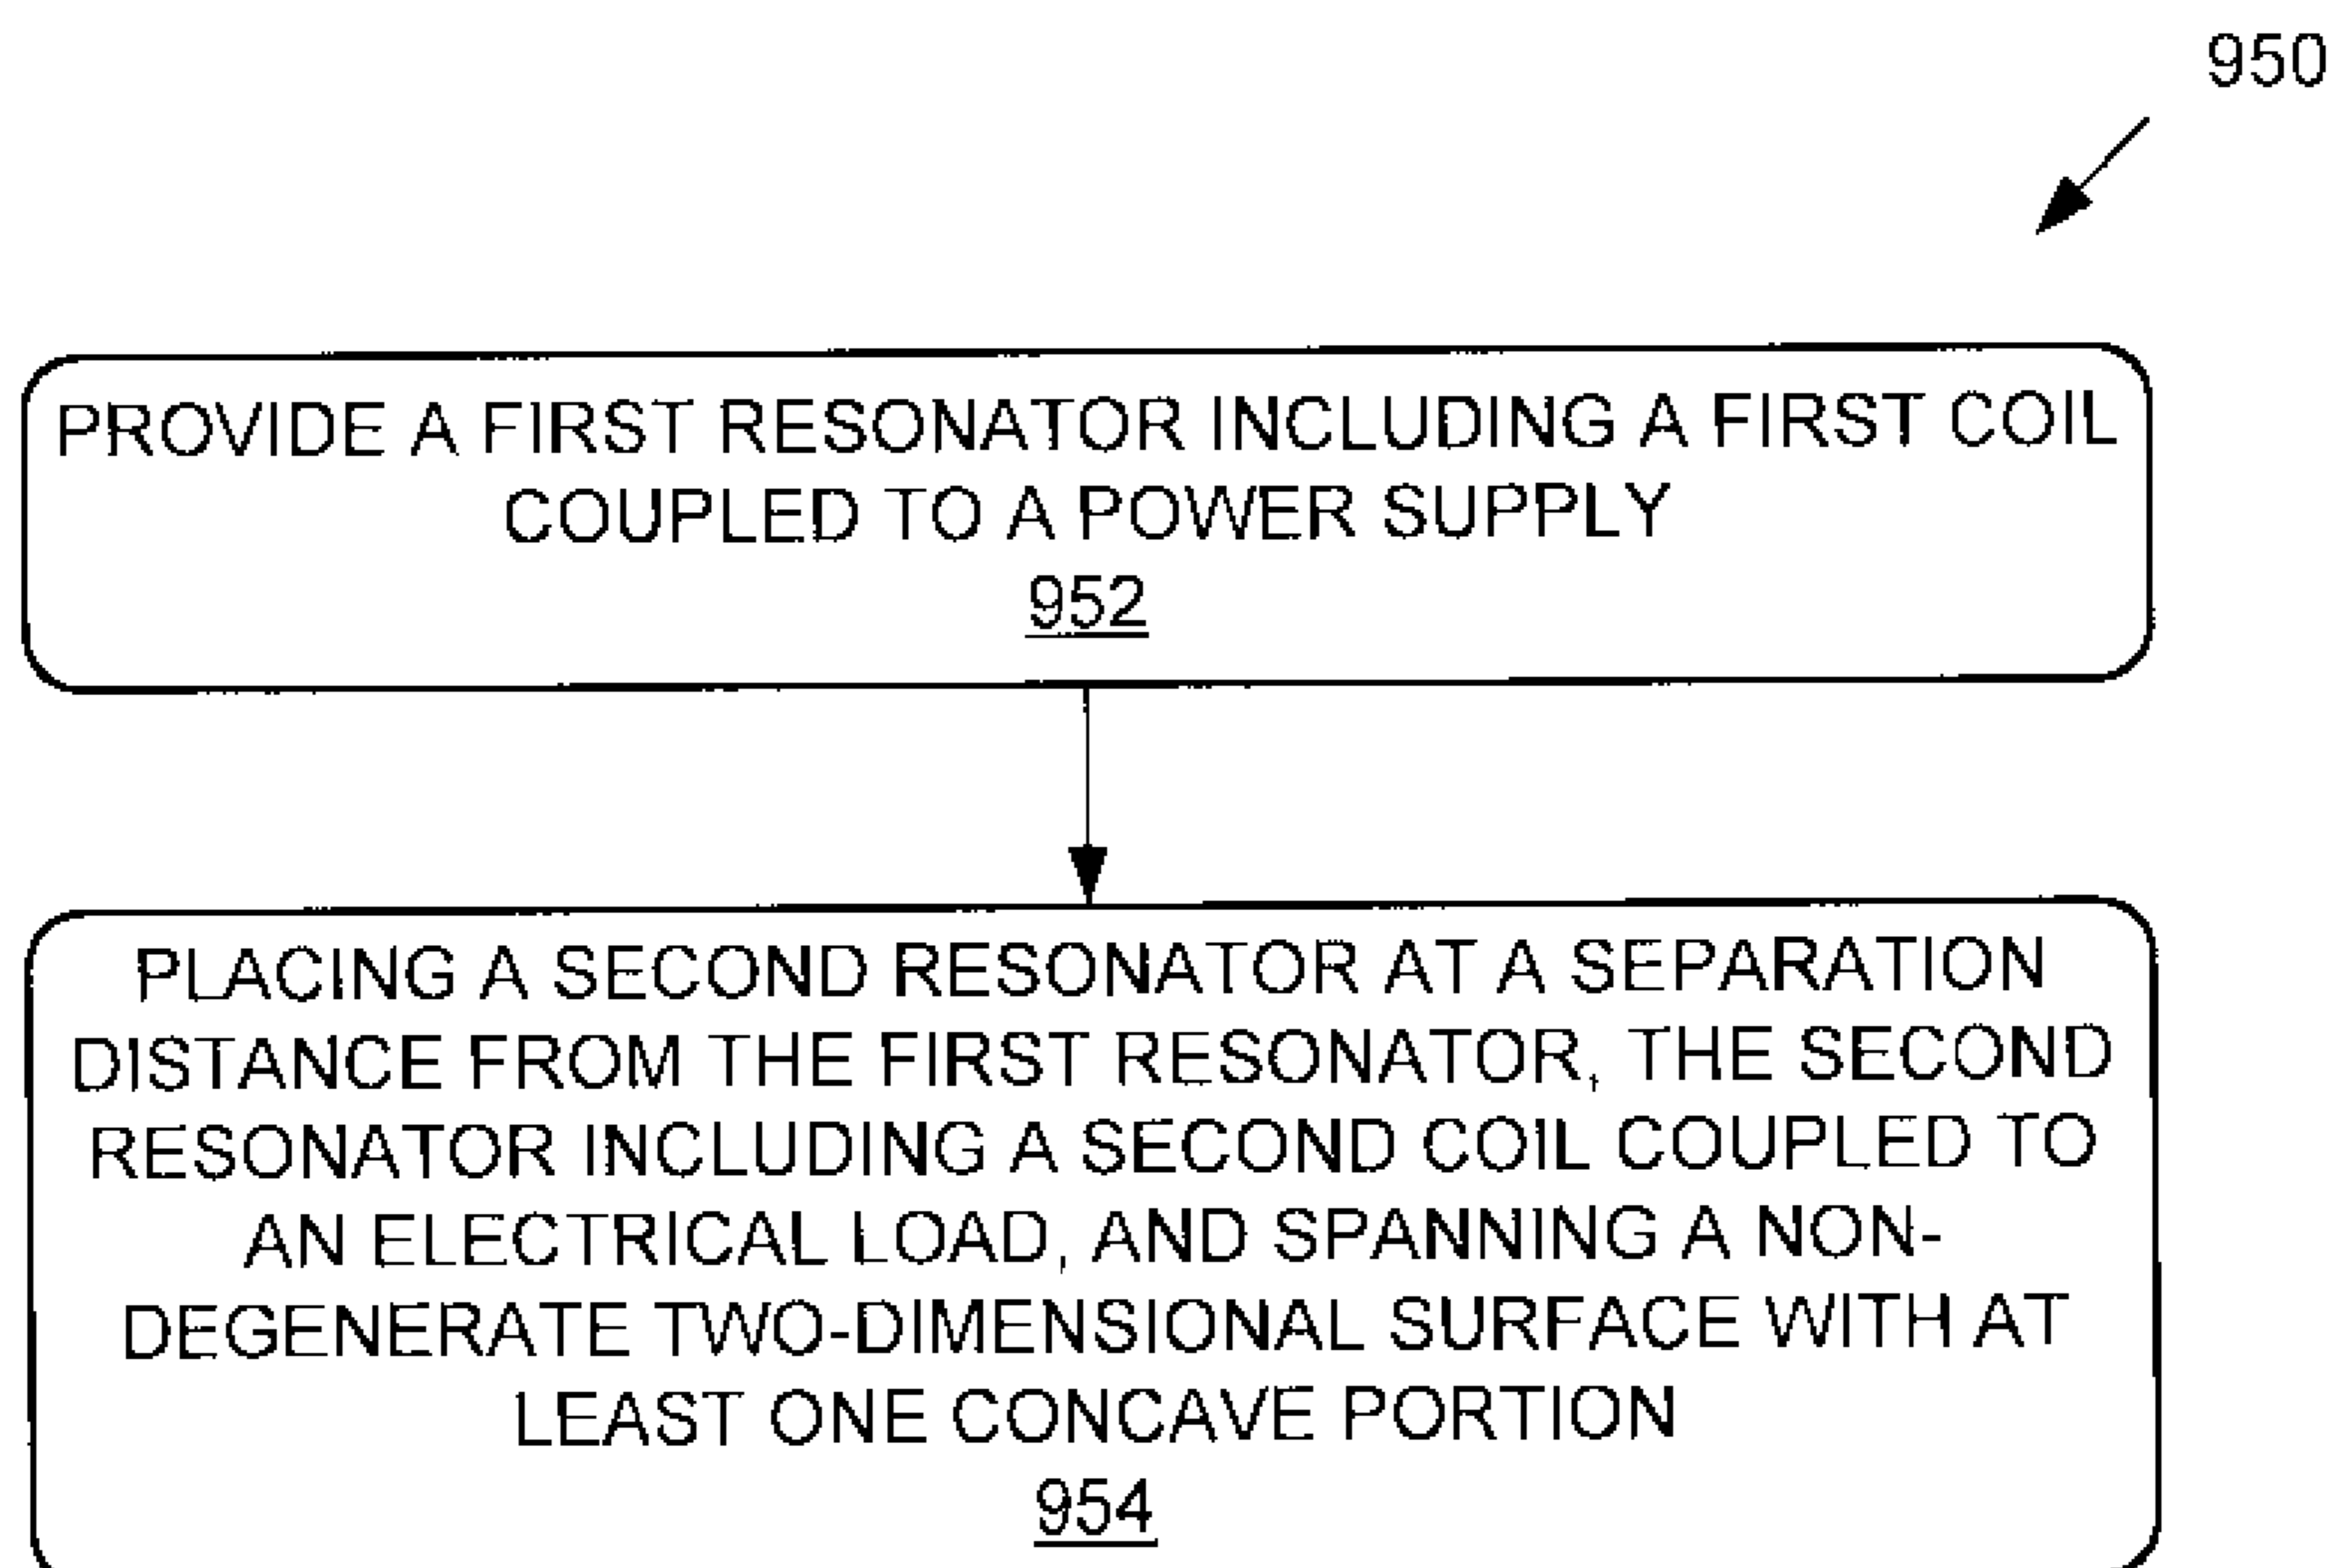 950
PROVIDE A FIRST RESONATOR INCLUDING A FIRST COIL
COUPLED TO A POWER SUPPLY
952
PLACING A SECOND RESONATOR AT A SEPARATION
DISTANCE FROM THE FIRST RESONATOR, THE SECOND
RESONATOR INCLUDING A SECOND COIL COUPLED TO
AN ELECTRICAL LOAD, AND SPANNING A NON-
DEGENERATE TWO-DIMENSIONAL SURFACE WITH AT
LEAST ONE CONCAVE PORTION
954